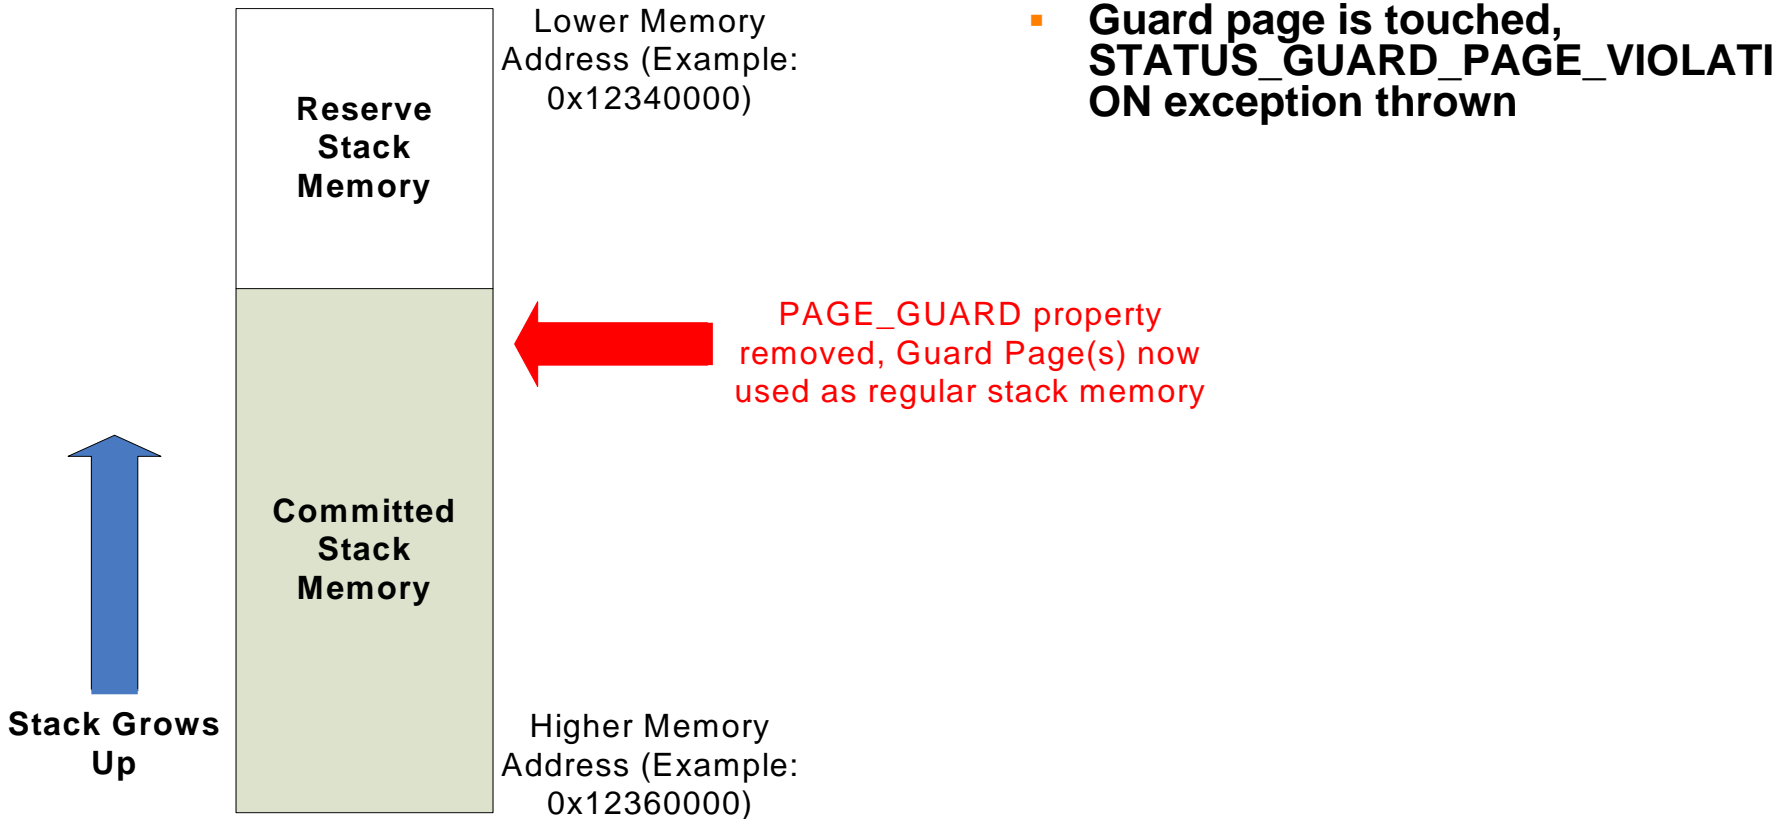 Lower Memory
Address (Example:
0x12340000)
▪ Guard page is touched,
STATUS_GUARD_PAGE_VIOLATI
ON exception thrown
Reserve
Stack
Memory
PAGE_GUARD property
removed, Guard Page(s) now
used as regular stack memory
Committed
Stack
Memory
Stack Grows
Up
Higher Memory
Address (Example:
0x12360000)